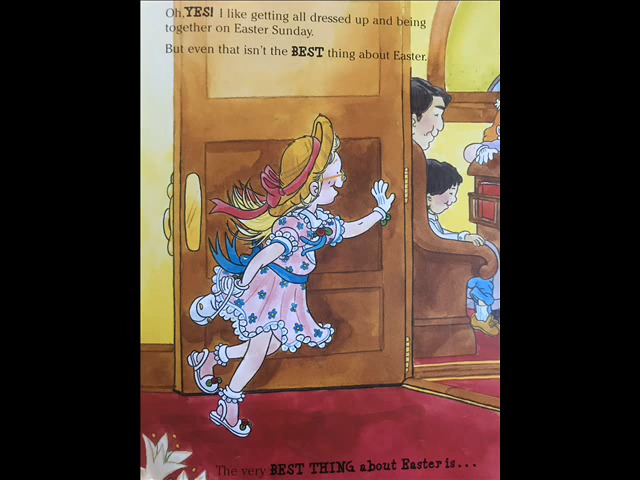 Oh, YES! I like getting all dressed up and being
together on Easter Sunday.
But even that isn't the BEST thing about Easter.
The very BEST THING about Easter is...